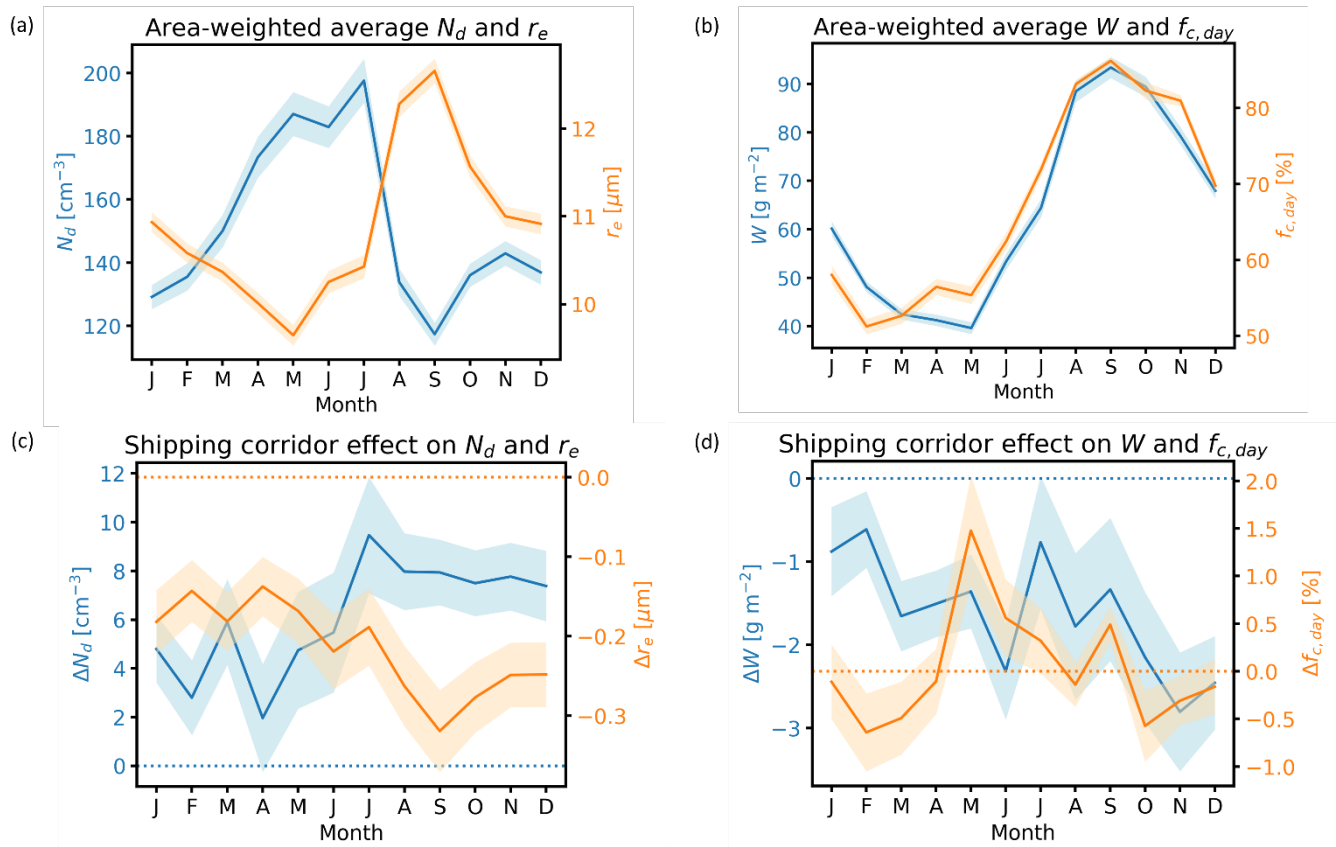 (a)
Area-weighted average N_d and r_e
N_d [cm⁻³]
200
180
160
140
120
12
11
10
r_e [μm]
J F M A M J J A S O N D
Month
(b)
Area-weighted average W and f_c,day
W [g m⁻²]
90
80
70
60
50
40
80
70
60
50
f_c,day [%]
J F M A M J J A S O N D
Month
(c)
Shipping corridor effect on N_d and r_e
ΔN_d [cm⁻³]
12
10
8
6
4
2
0
0.0
−0.1
−0.2
−0.3
Δr_e [μm]
J F M A M J J A S O N D
Month
(d)
Shipping corridor effect on W and f_c,day
ΔW [g m⁻²]
0
−1
−2
−3
2.0
1.5
1.0
0.5
0.0
−0.5
−1.0
Δf_c,day [%]
J F M A M J J A S O N D
Month